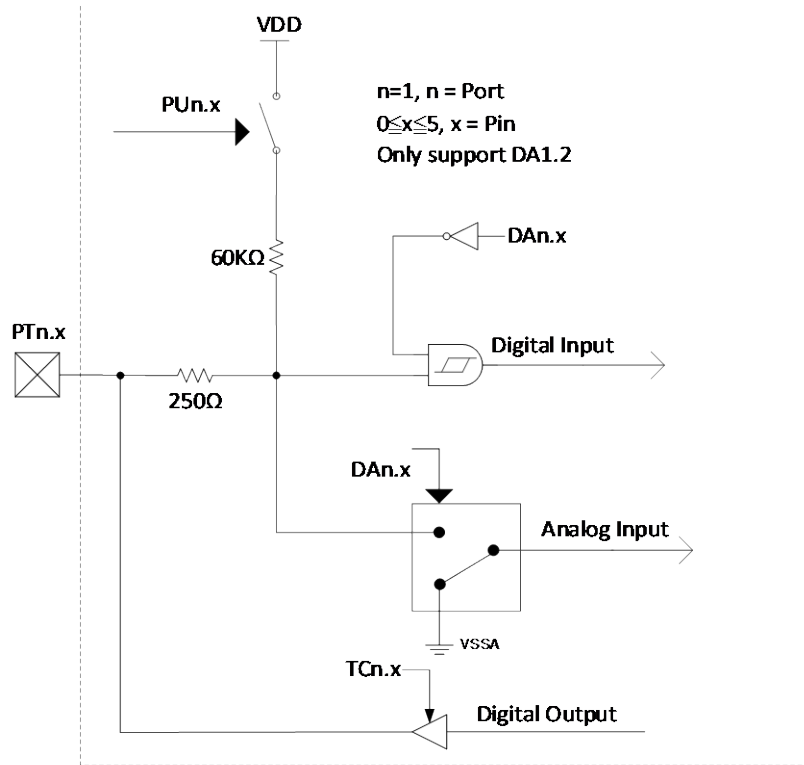 VDD
PUn.x
n=1, n = Port
0≦x≦5, x = Pin
Only support DA1.2
60KΩ
DAn.x
PTn.x
Digital Input
250Ω
DAn.x
Analog Input
VSSA
TCn.x
Digital Output